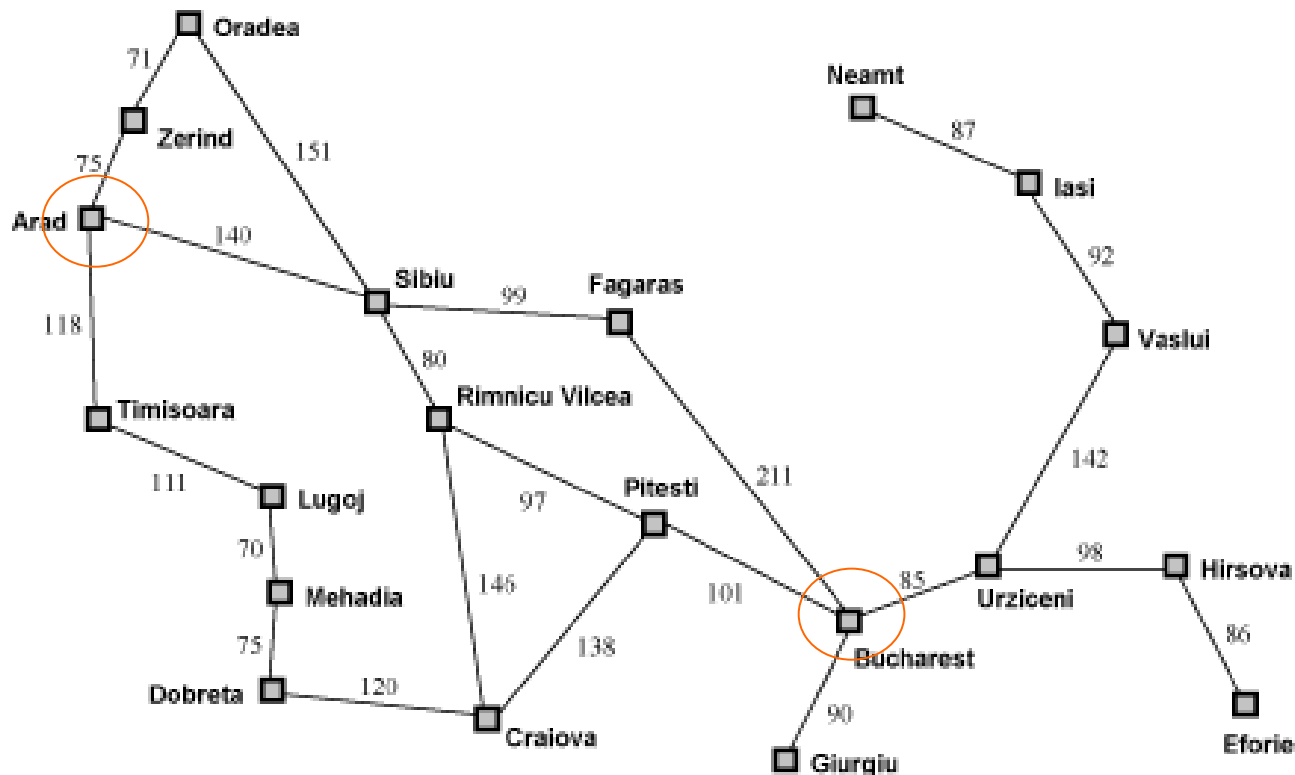 Oradea
71
Neamt
87
Zerind
151
75
Iasi
Arad
140
92
Sibiu
Fagaras
99
118
Vaslui
80
Timisoara
Rimnicu Vilcea
142
111
211
Lugoj
97
Pitesti
70
98
Mehadia
146
101
85
Urziceni
Hirsova
75
138
86
Bucharest
Dobreta
120
90
Craiova
Eforie
Giurgiu